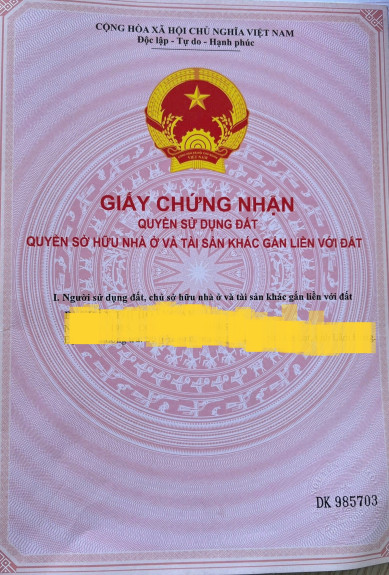 CỘNG HÒA XÃ HỘI CHỦ NGHĨA VIỆT NAM
Độc lập - Tự do - Hạnh phúc
VIỆT NAM
GIẤY CHỨNG NHẬN
QUYỀN SỬ DỤNG ĐẤT
QUYỀN SỞ HỮU NHÀ Ở VÀ TÀI SẢN KHÁC GẮN LIỀN VỚI ĐẤT
I. Người sử dụng đất, chủ sở hữu nhà ở và tài sản khác gắn liền với đất
DK 985703